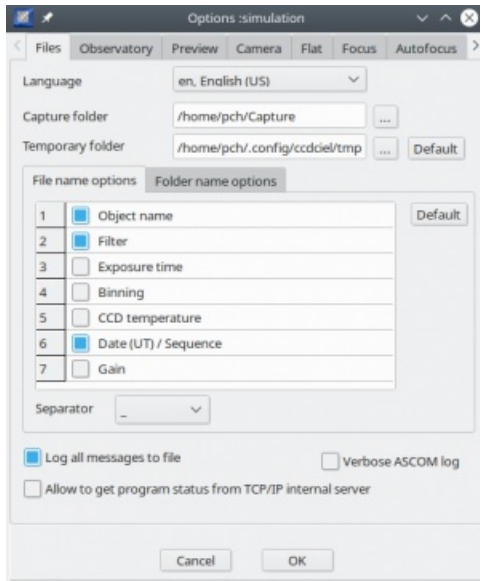 Options :simulation
Files Observatory Preview Camera Flat Focus Autofocus
Language en, English (US)
Capture folder /home/pch/Capture ...
Temporary folder /home/pch/.config/ccdciel/tmp ... Default
File name options Folder name options
1 Object name Default
2 Filter
3 Exposure time
4 Binning
5 CCD temperature
6 Date (UT) / Sequence
7 Gain
Separator _
Log all messages to file Verbose ASCOM log
Allow to get program status from TCP/IP internal server
Cancel OK